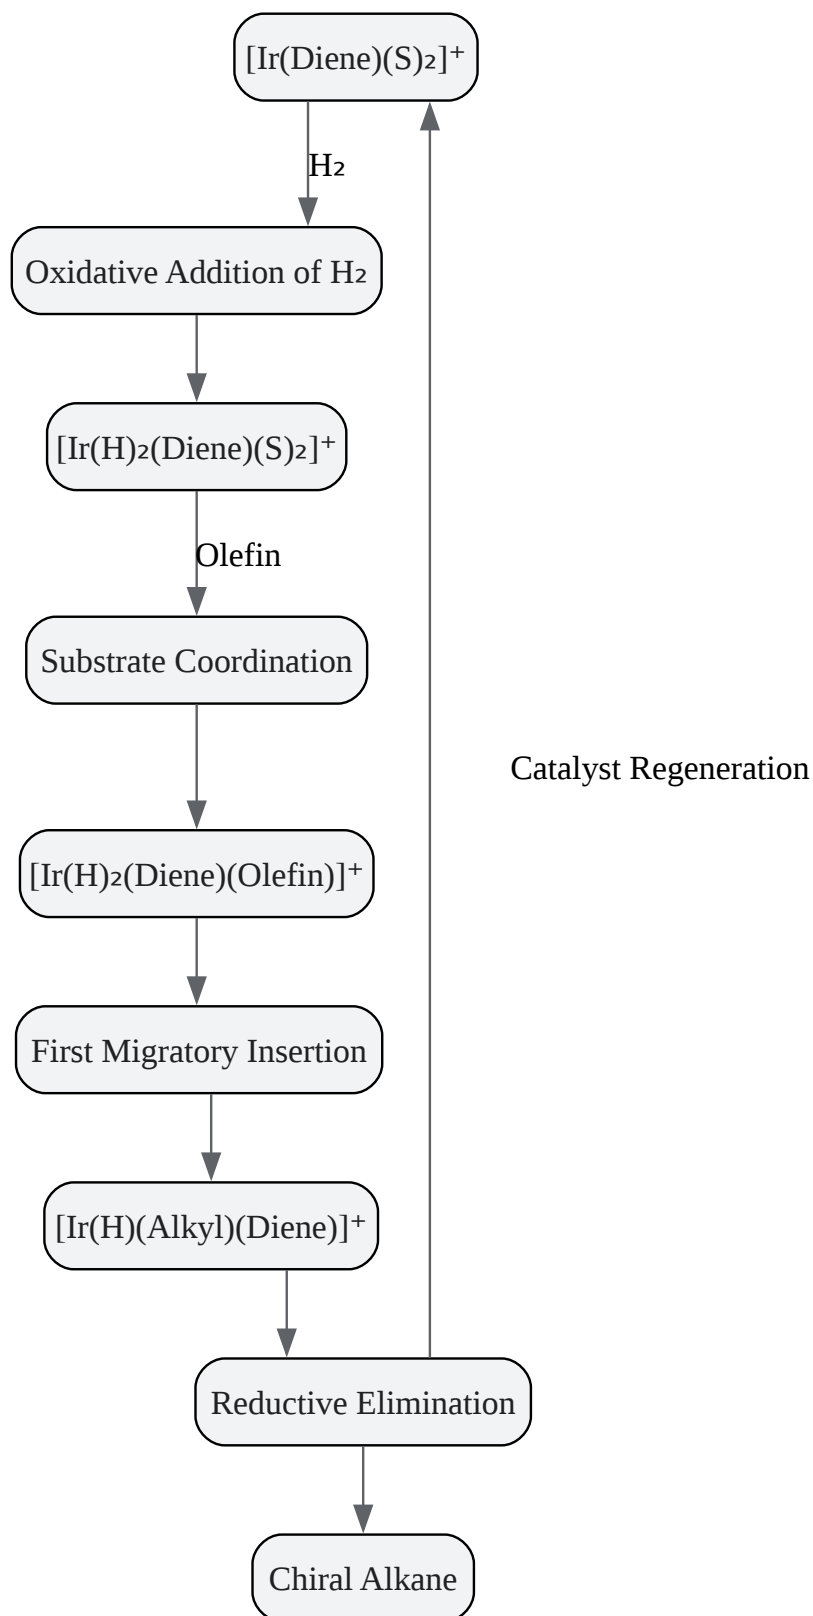 [Ir(Diene)(S)₂]⁺
H₂
Oxidative Addition of H₂
[Ir(H)₂(Diene)(S)₂]⁺
Olefin
Substrate Coordination
Catalyst Regeneration
[Ir(H)₂(Diene)(Olefin)]⁺
First Migratory Insertion
[Ir(H)(Alkyl)(Diene)]⁺
Reductive Elimination
Chiral Alkane